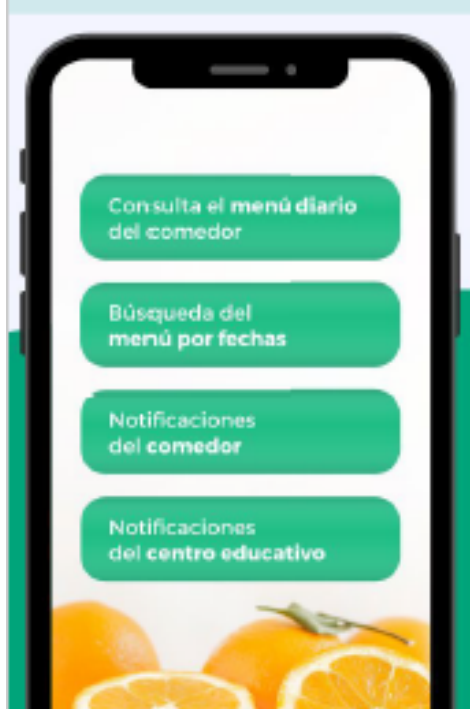 Consulta el menú diario
del comedor
Búsqueda del
menú por fechas
Notificaciones
del comedor
Notificaciones
del centro educativo